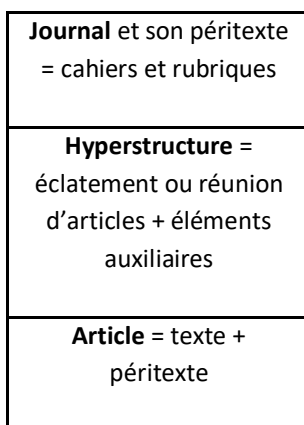 Journal et son péritexte
= cahiers et rubriques
Hyperstructure =
éclatement ou réunion
d’articles + éléments
auxiliaires
Article = texte +
péritexte